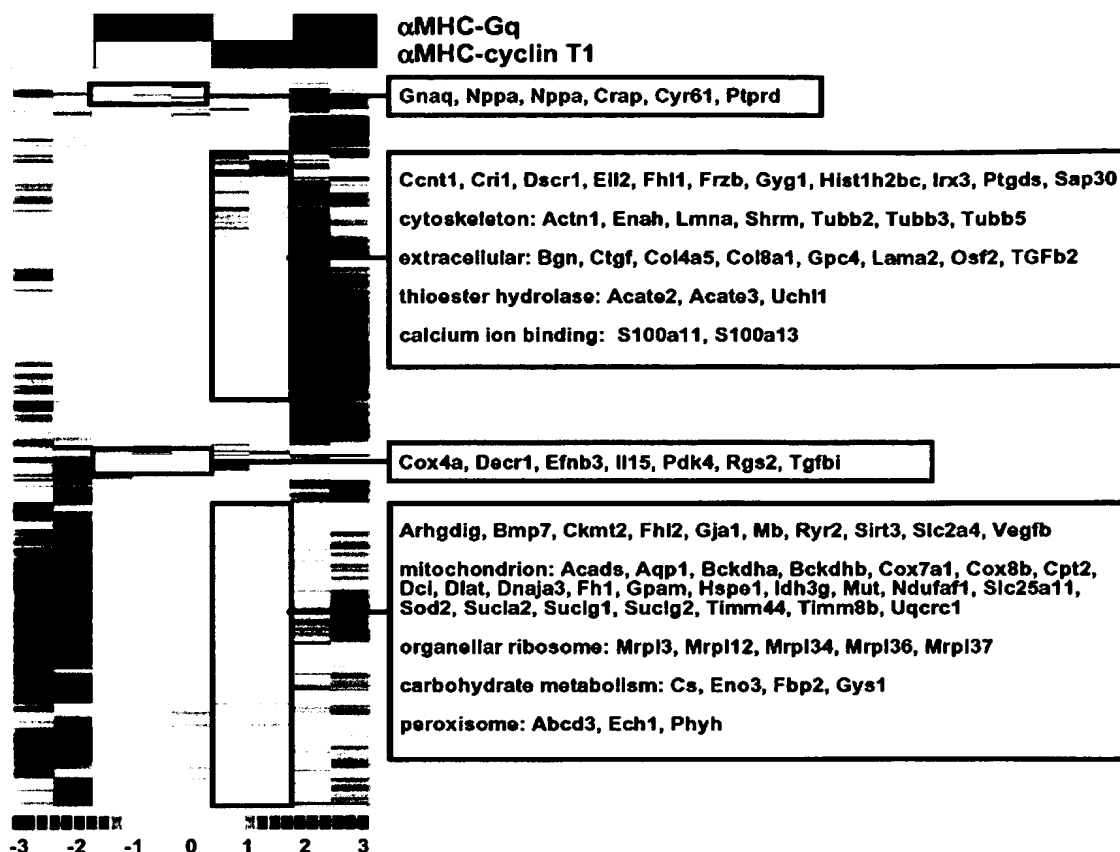 αMHC-Gq
αMHC-cyclin T1
Gnaq, Nppa, Nppa, Crap, Cyr61, Ptprd
Ccnt1, Cri1, Dscr1, Ell2, Fhl1, Frzb, Gyg1, Hist1h2bc, Irx3, Ptgds, Sap30
cytoskeleton: Actn1, Enah, Lmna, Shrm, Tubb2, Tubb3, Tubb5
extracellular: Bgn, Ctgf, Col4a5, Col8a1, Gpc4, Lama2, Osf2, TGFb2
thioester hydrolase: Acate2, Acate3, Uchl1
calcium ion binding: S100a11, S100a13
Cox4a, Decr1, Efnb3, Il15, Pdk4, Rgs2, Tgfbi
Arhgdig, Bmp7, Ckmt2, Fhl2, Gja1, Mb, Ryr2, Sirt3, Slc2a4, Vegfb
mitochondrion: Acads, Aqp1, Bckdha, Bckdhb, Cox7a1, Cox8b, Cpt2,
Dci, Dlat, Dnaja3, Fh1, Gpam, Hspe1, Idh3g, Mut, Ndufaf1, Slc25a11,
Sod2, Sucla2, Suclg1, Suclg2, Timm44, Timm8b, Uqcrc1
organellar ribosome: Mrpl3, Mrpl12, Mrpl34, Mrpl36, Mrpl37
carbohydrate metabolism: Cs, Eno3, Fbp2, Gys1
peroxisome: Abcd3, Ech1, Phyh
-3 -2 -1 0 1 2 3